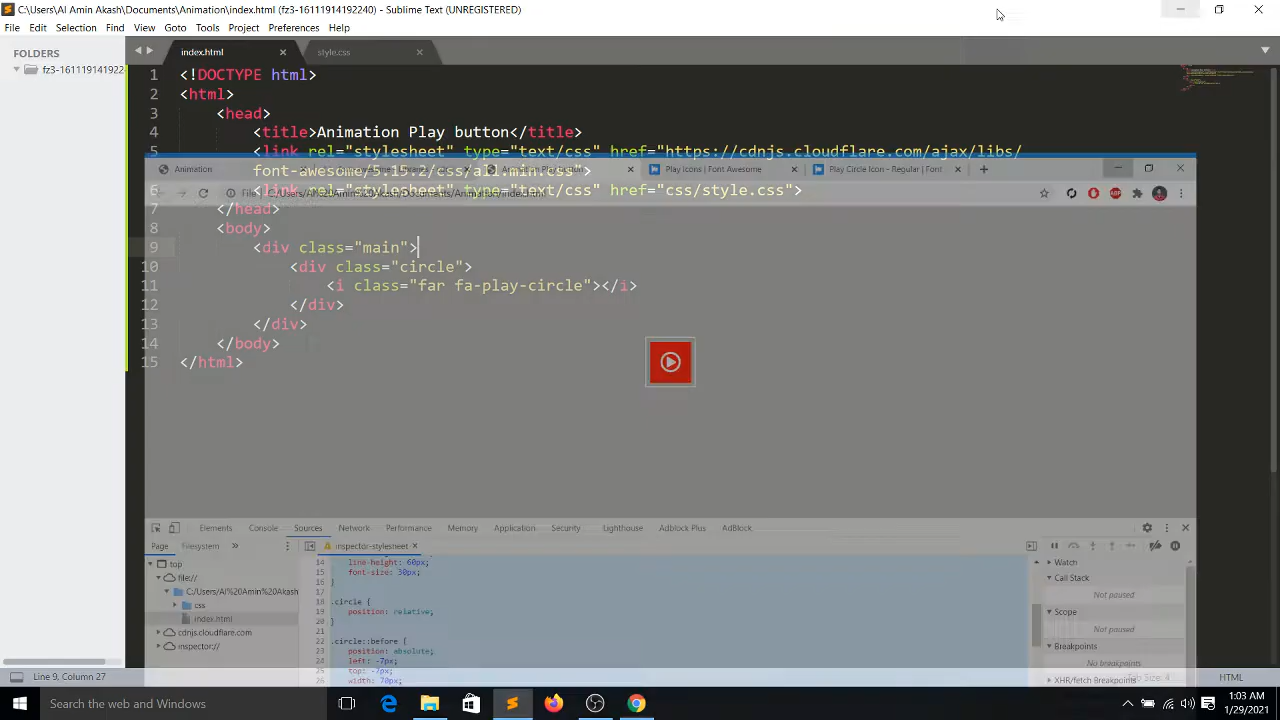 C:\Users\Al Amin Akash\Documents\Animation\index.html (fz3-16111914192240) - Sublime Text (UNREGISTERED)
File Edit Selection Find View Goto Tools Project Preferences Help
FOLDERS
fz3-161119141922
index.html
style.css
1 <!DOCTYPE html>
2 <html>
3 <head>
4 <title>Animation Play button</title>
5 <link rel="stylesheet" type="text/css" href="https://cdnjs.cloudflare.com/ajax/libs/
font-awesome/5.15.2/css/all.min.css">
6 <link rel="stylesheet" type="text/css" href="css/style.css">
7 </head>
8 <body>
9 <div class="main">
10 <div class="circle">
11 <i class="far fa-play-circle"></i>
12 </div>
13 </div>
14 </body>
15 </html>
Animation
Play Icons | Font Awesome
Play Circle Icon - Regular | Font
Elements Console Sources Network Performance Memory Application Security Lighthouse Adblock Plus AdBlock
Page Filesystem »
inspector-stylesheet
top
file://
C:/Users/Al%20Amin%20Akash
css
index.html
cdnjs.cloudflare.com
inspector://
14 line-height: 60px;
15 font-size: 30px;
16 }
17
18 .circle {
19 position: relative;
20 }
21
22 .circle::before {
23 position: absolute;
24 left: -7px;
25 top: -7px;
26 width: 70px;
Watch
Call Stack
Not paused
Scope
Not paused
Breakpoints
No breakpoints
XHR/fetch Breakpoints
Line 9, Column 27
HTML
Search the web and Windows
1:03 AM
1/29/2021